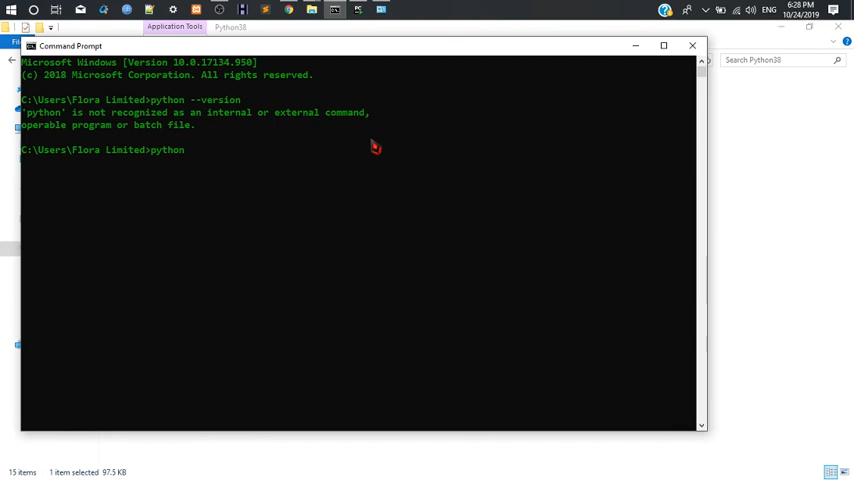 6:28 PM
ENG
10/24/2019
Application Tools
Python38
Fil
Command Prompt
Search Python38
Microsoft Windows [Version 10.0.17134.950]
(c) 2018 Microsoft Corporation. All rights reserved.
C:\Users\Flora Limited>python --version
'python' is not recognized as an internal or external command,
operable program or batch file.
C:\Users\Flora Limited>python
15 items 1 item selected 97.5 KB